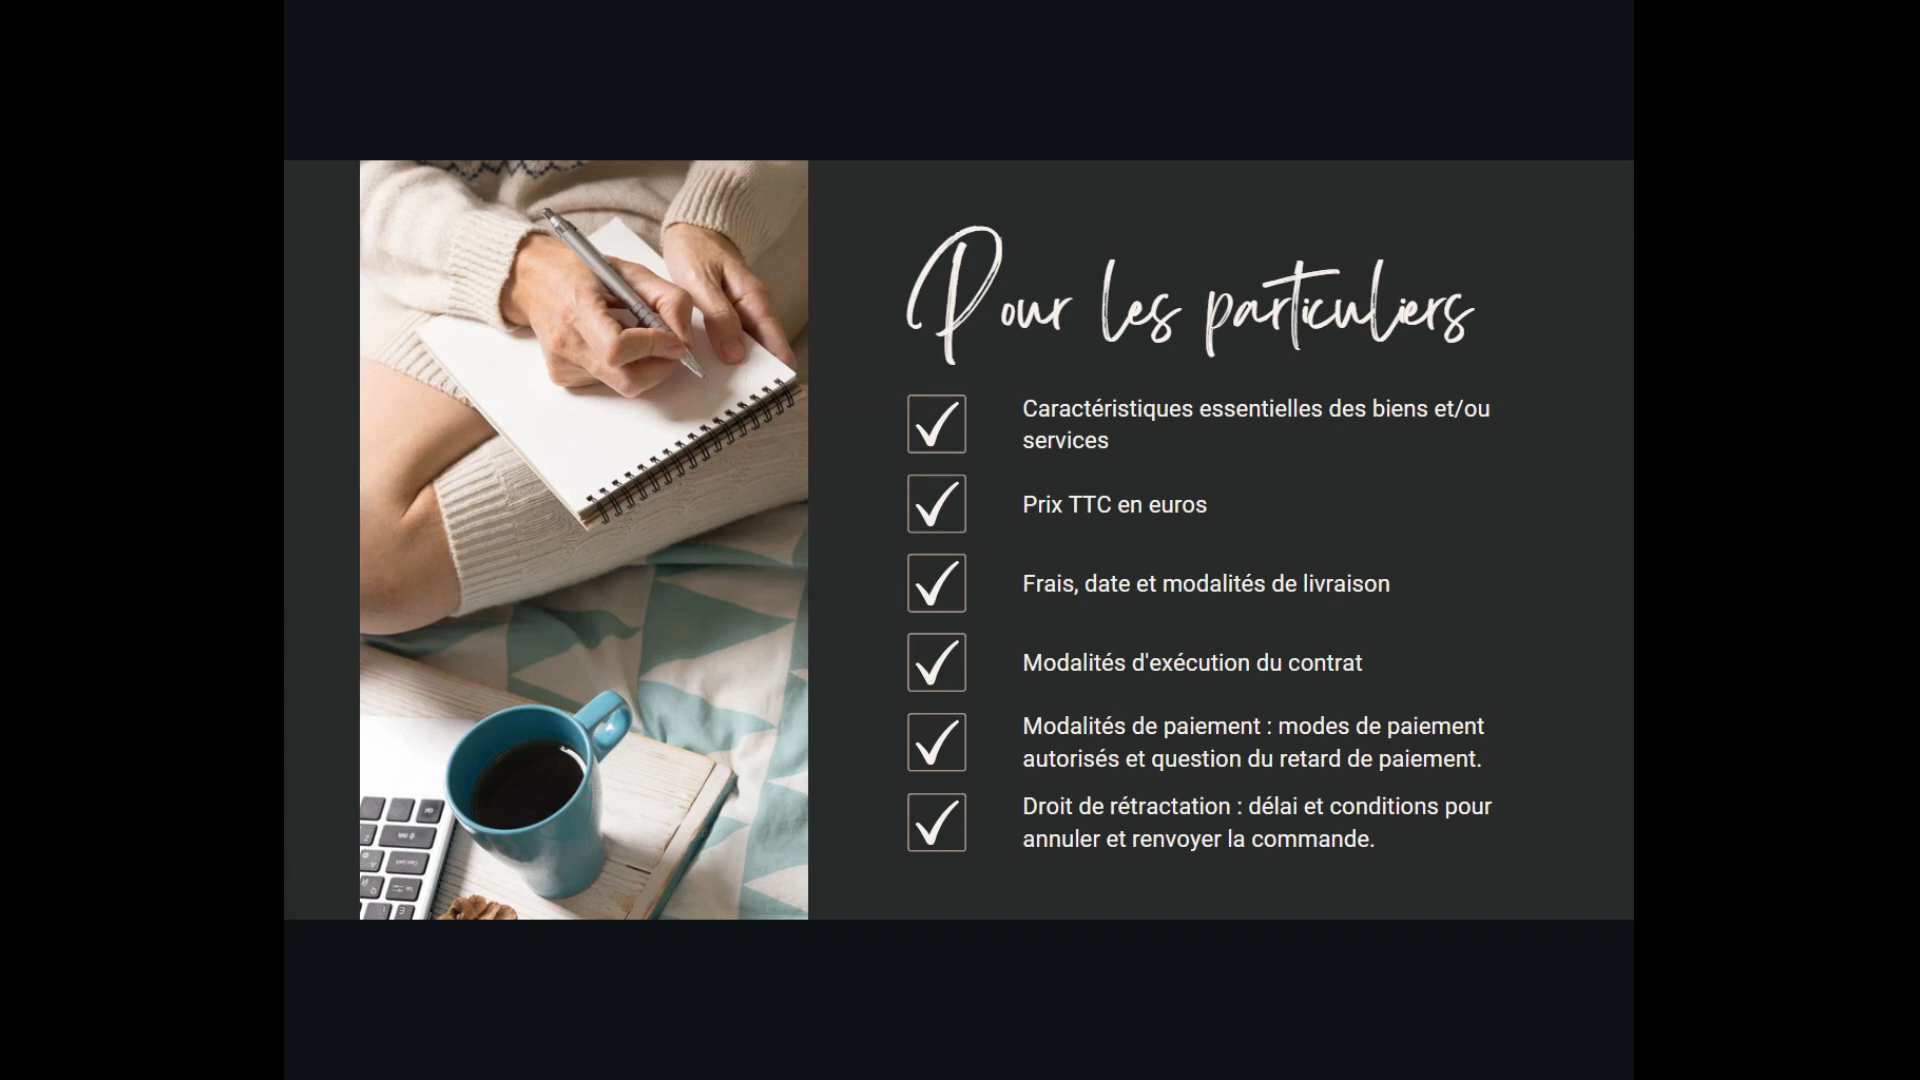 Pour les particuliers
Caractéristiques essentielles des biens et/ou
services
Prix TTC en euros
Frais, date et modalités de livraison
Modalités d'exécution du contrat
Modalités de paiement : modes de paiement
autorisés et question du retard de paiement.
Droit de rétractation : délai et conditions pour
annuler et renvoyer la commande.